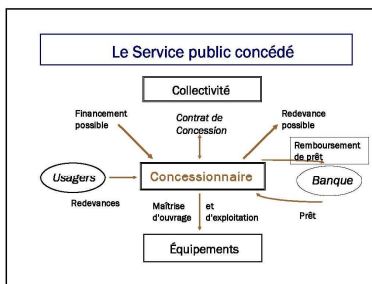 Le Service public concédé
Collectivité
Financement
possible
Contrat de
Concession
Redevance
possible
Remboursement
de prêt
Usagers
Concessionnaire
Banque
Redevances
Maîtrise
d'ouvrage
et
d'exploitation
Prêt
Équipements